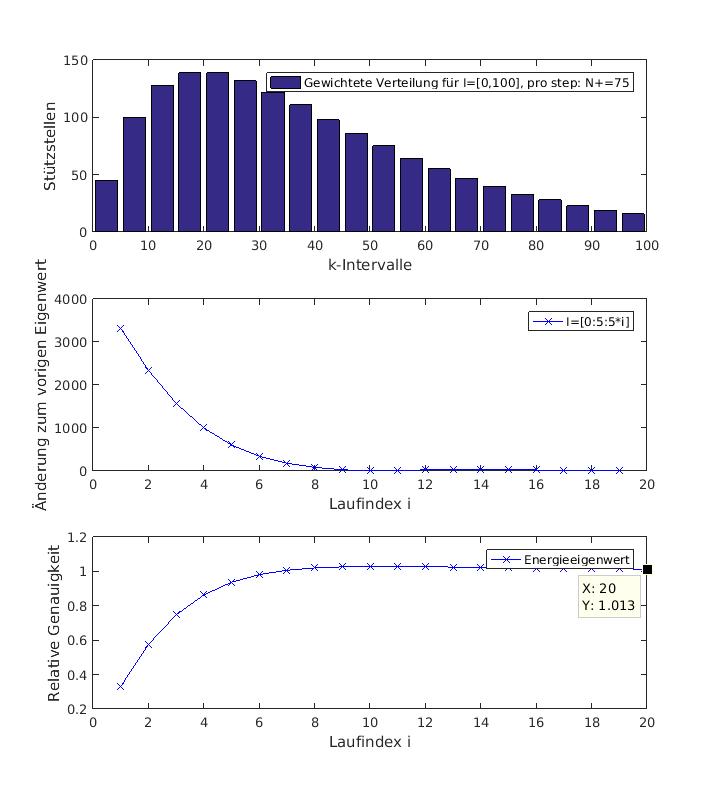 150
100
50
0
Stützstellen
Gewichtete Verteilung für I=[0,100], pro step: N+=75
0 10 20 30 40 50 60 70 80 90 100
k-Intervalle
4000
3000
2000
1000
0
Änderung zum vorigen Eigenwert
I=[0:5:5*i]
0 2 4 6 8 10 12 14 16 18 20
Laufindex i
1.2
1
0.8
0.6
0.4
0.2
Relative Genauigkeit
Energieeigenwert
X: 20
Y: 1.013
0 2 4 6 8 10 12 14 16 18 20
Laufindex i